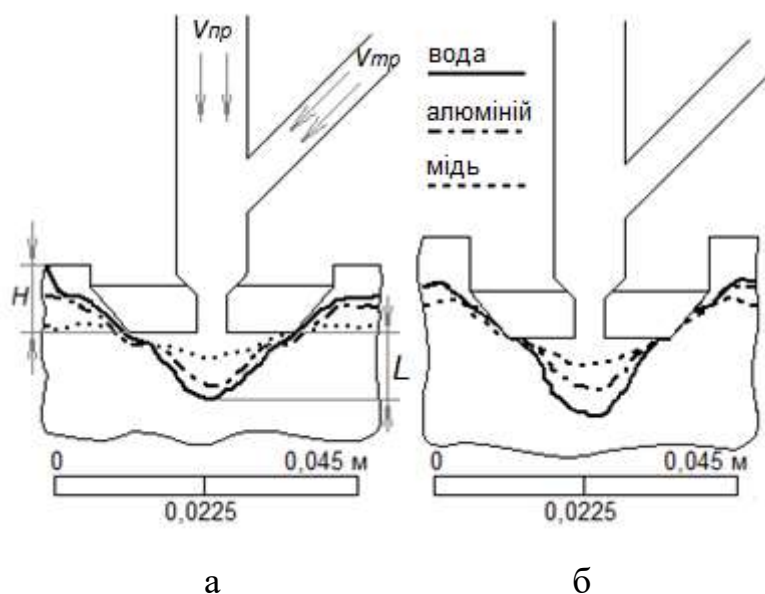 Vпр
Vтр
вода
алюміній
мідь
H
L
0 0,045 м
0,0225
0 0,045 м
0,0225
а б